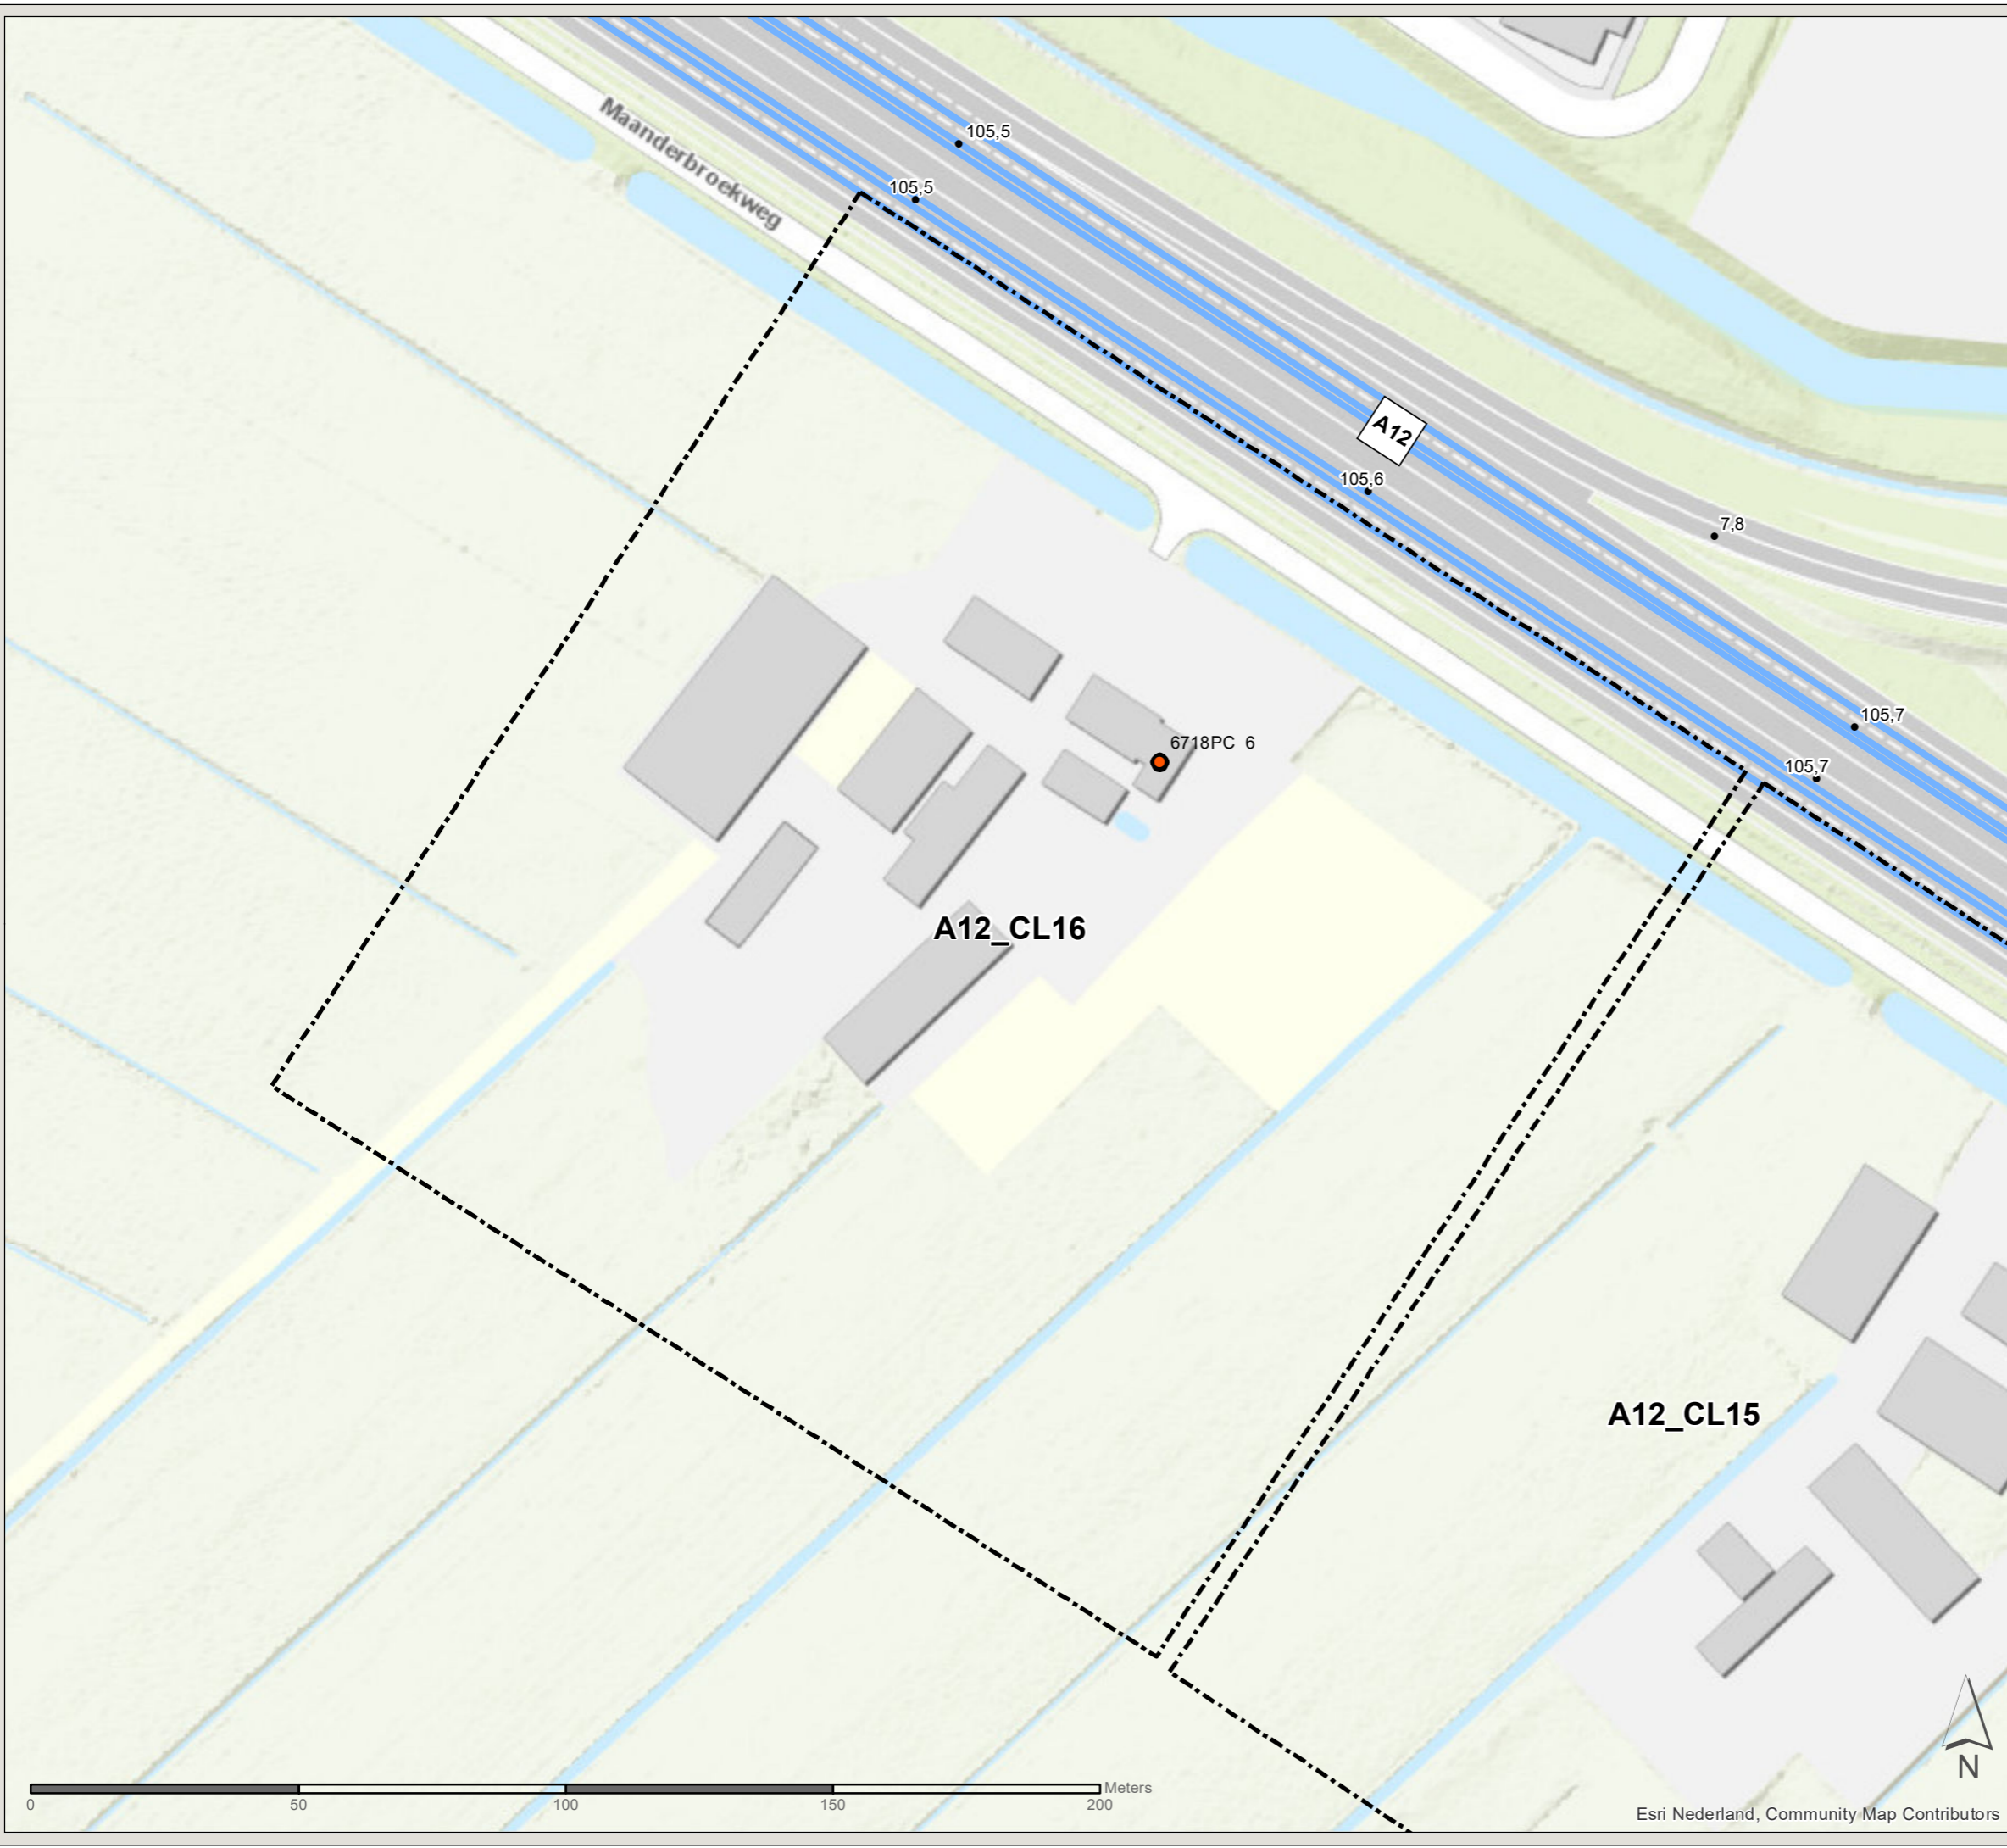 Maanderbroekweg
105,5
105,5
A12
105,6
7,8
105,7
6718PC 6
105,7
A12_CL16
A12_CL15
N
Meters
0 50 100 150 200
Esri Nederland, Community Map Contributors